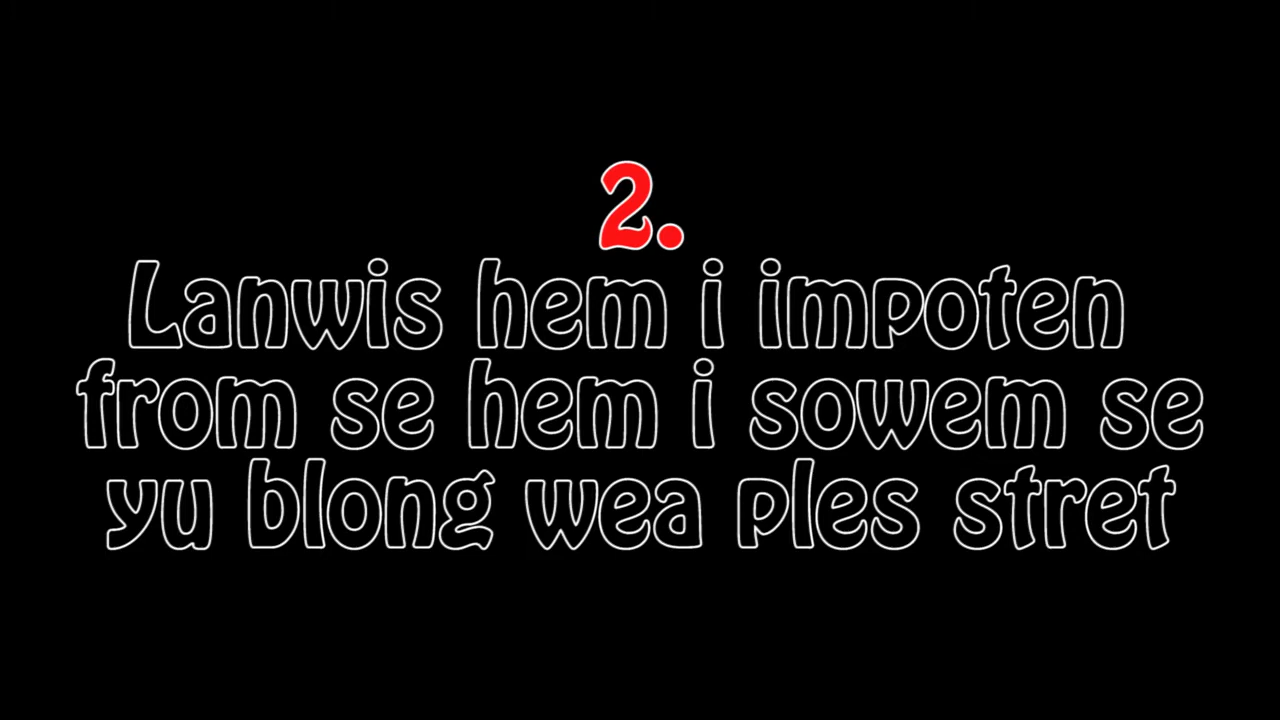 2.
Lanwis hem i impoten
from se hem i sowem se
yu blong wea ples stret